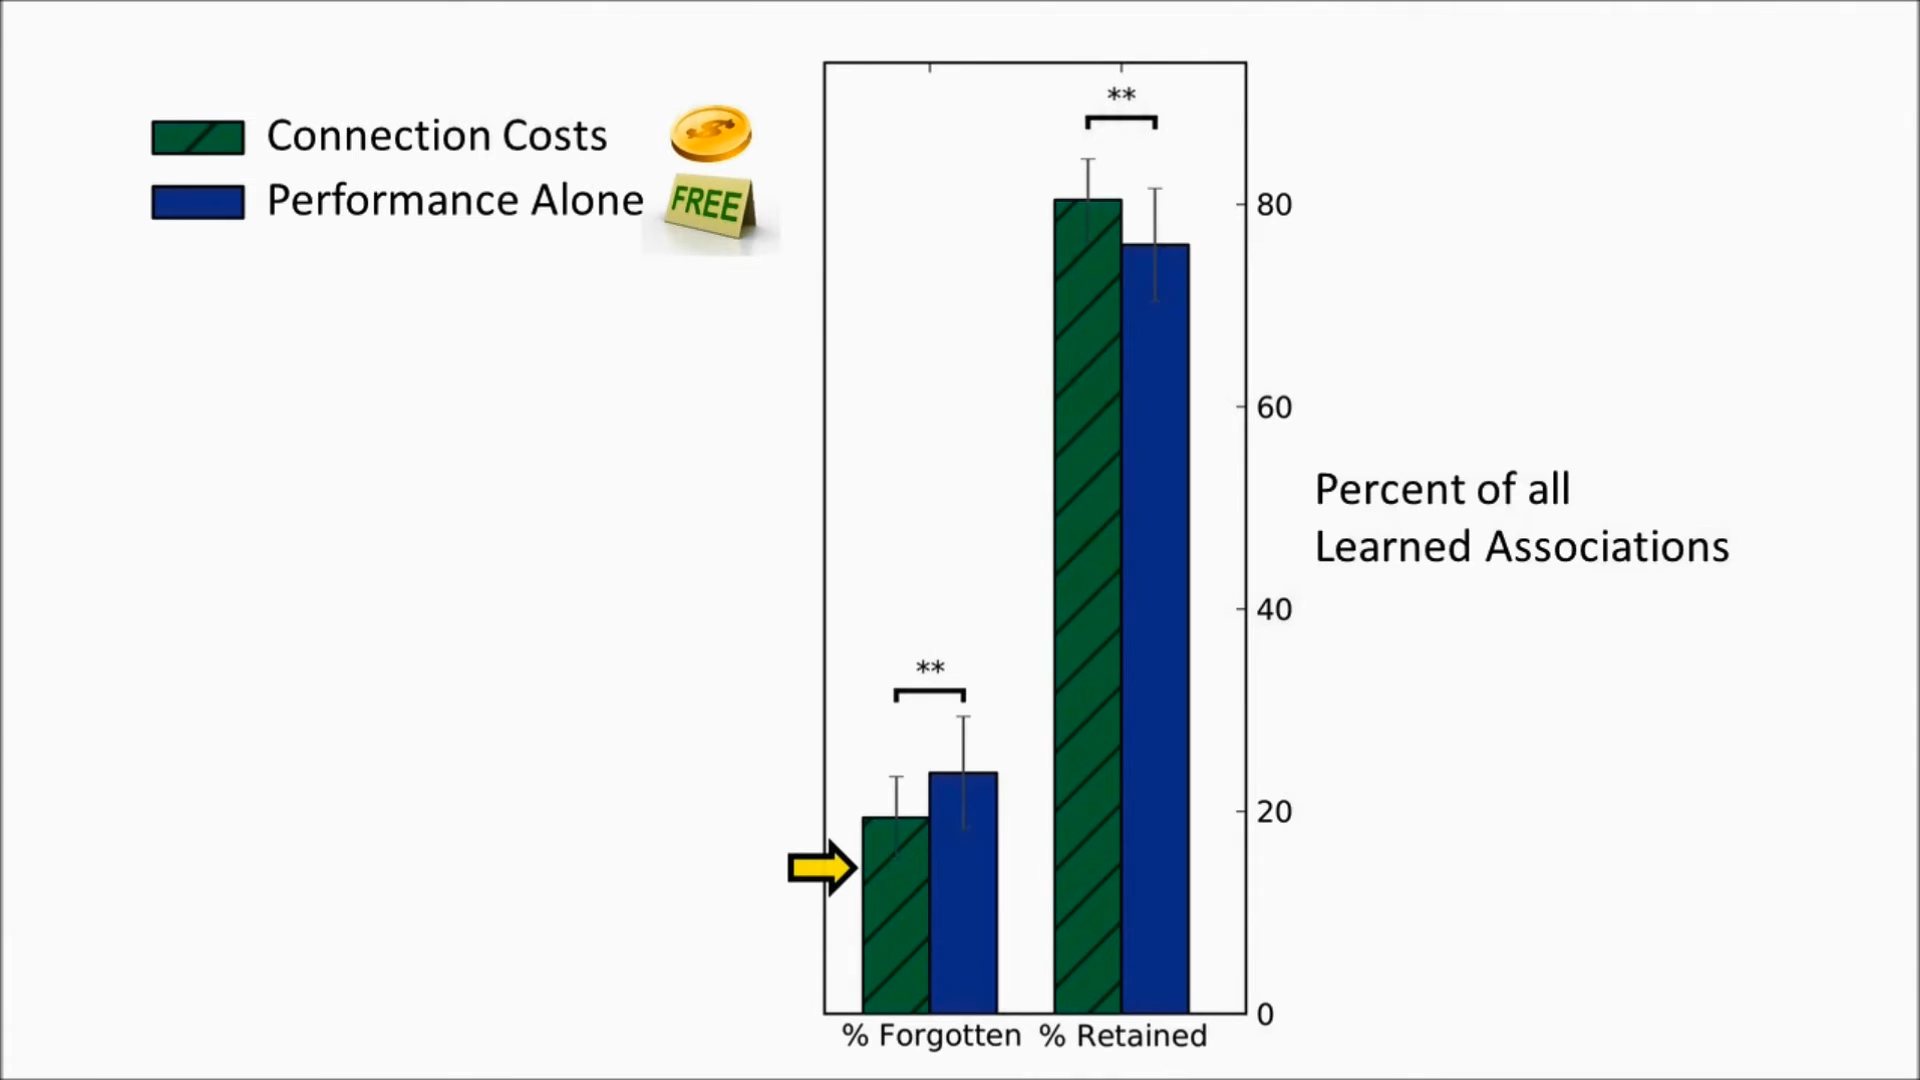 Connection Costs
Performance Alone
FREE
**
**
80
60
40
20
0
Percent of all
Learned Associations
% Forgotten
% Retained